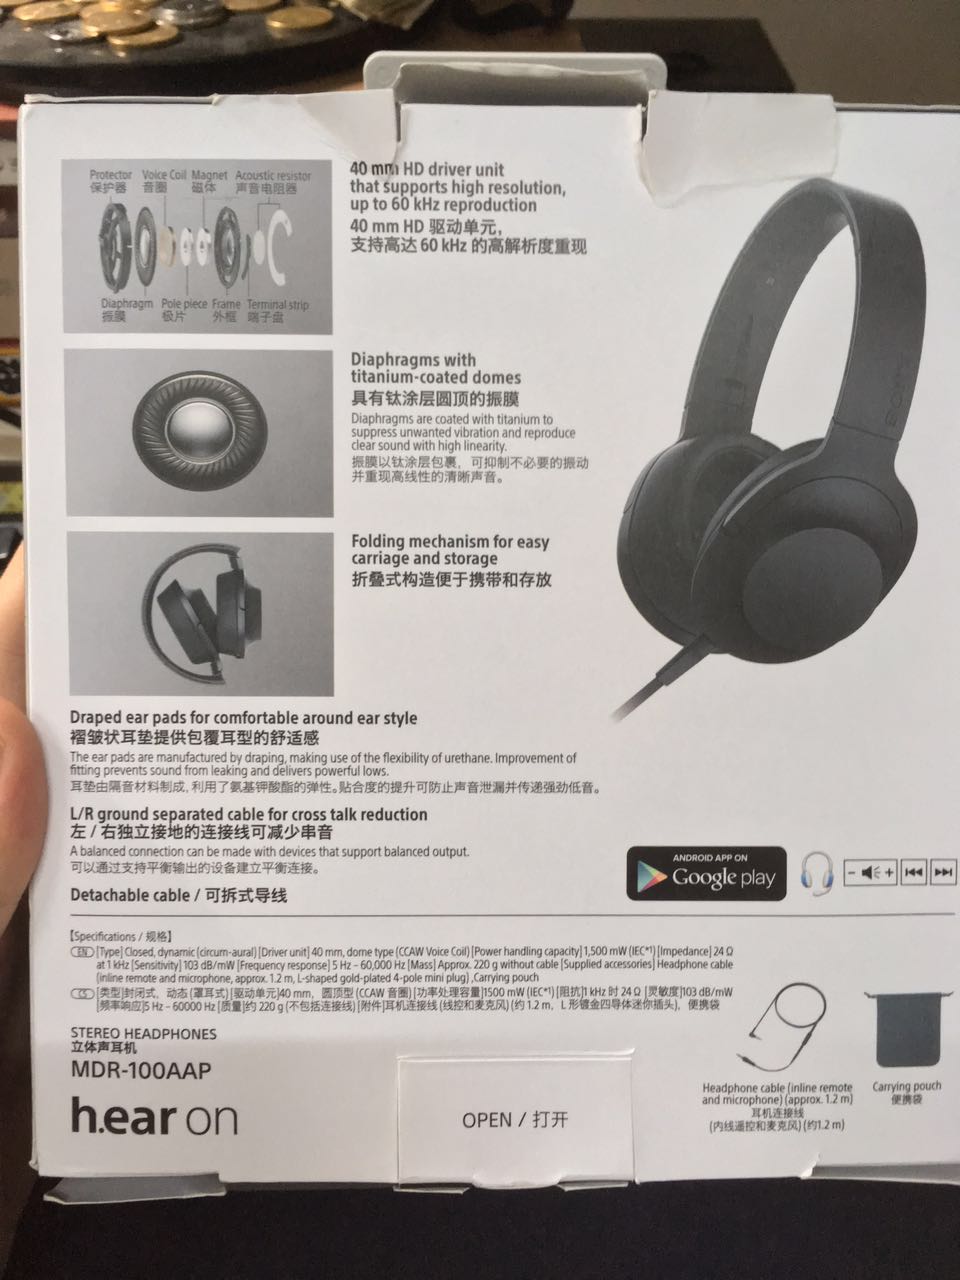 Protector Voice Coil Magnet Acoustic resistor
保护器 音圈 磁体 声音电阻器
Diaphragm Pole piece Frame Terminal strip
振膜 极片 外框 端子盘
40 mm HD driver unit
that supports high resolution,
up to 60 kHz reproduction
40 mm HD 驱动单元,
支持高达 60 kHz 的高解析度重现
SONY
Diaphragms with
titanium-coated domes
具有钛涂层圆顶的振膜
Diaphragms are coated with titanium to
suppress unwanted vibration and reproduce
clear sound with high linearity.
振膜以钛涂层包裹，可抑制不必要的振动
并重现高线性的清晰声音。
Folding mechanism for easy
carriage and storage
折叠式构造便于携带和存放
Draped ear pads for comfortable around ear style
褶皱状耳垫提供包覆耳型的舒适感
The ear pads are manufactured by draping, making use of the flexibility of urethane. Improvement of
fitting prevents sound from leaking and delivers powerful lows.
耳垫由隔音材料制成, 利用了氨基钾酸酯的弹性。贴合度的提升可防止声音泄漏并传递强劲低音。
L/R ground separated cable for cross talk reduction
左 / 右独立接地的连接线可减少串音
A balanced connection can be made with devices that support balanced output.
可以通过支持平衡输出的设备建立平衡连接。
Detachable cable / 可拆式导线
ANDROID APP ON
Google play
− +
【Specifications / 规格】
EN [Type] Closed, dynamic (circum-aural) [Driver unit] 40 mm, dome type (CCAW Voice Coil) [Power handling capacity] 1,500 mW (IEC*1) [Impedance] 24 Ω
at 1 kHz [Sensitivity] 103 dB/mW [Frequency response] 5 Hz – 60,000 Hz [Mass] Approx. 220 g without cable [Supplied accessories] Headphone cable
(inline remote and microphone, approx. 1.2 m, L-shaped gold-plated 4-pole mini plug), Carrying pouch
CS [类型]封闭式，动态 (罩耳式) [驱动单元]40 mm，圆顶型 (CCAW 音圈) [功率处理容量]1500 mW (IEC*1) [阻抗]1 kHz 时 24 Ω [灵敏度]103 dB/mW
[频率响应]5 Hz – 60000 Hz [质量]约 220 g (不包括连接线) [附件]耳机连接线 (线控和麦克风) (约 1.2 m，L 形镀金四导体迷你插头)，便携袋
STEREO HEADPHONES
立体声耳机
MDR-100AAP
h.ear on
OPEN / 打开
Headphone cable (inline remote
and microphone) (approx. 1.2 m)
耳机连接线
(内线遥控和麦克风) (约1.2 m)
Carrying pouch
便携袋